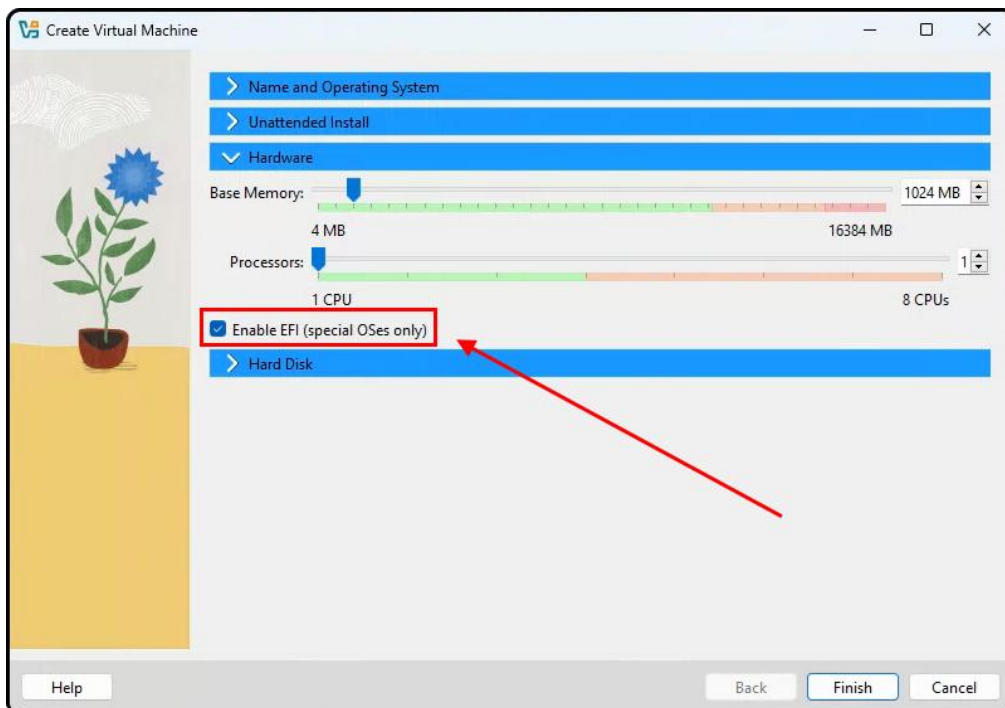 Create Virtual Machine
Name and Operating System
Unattended Install
Hardware
Base Memory: 1024 MB
4 MB 16384 MB
Processors: 1
1 CPU 8 CPUs
Enable EFI (special OSes only)
Hard Disk
Help Back Finish Cancel